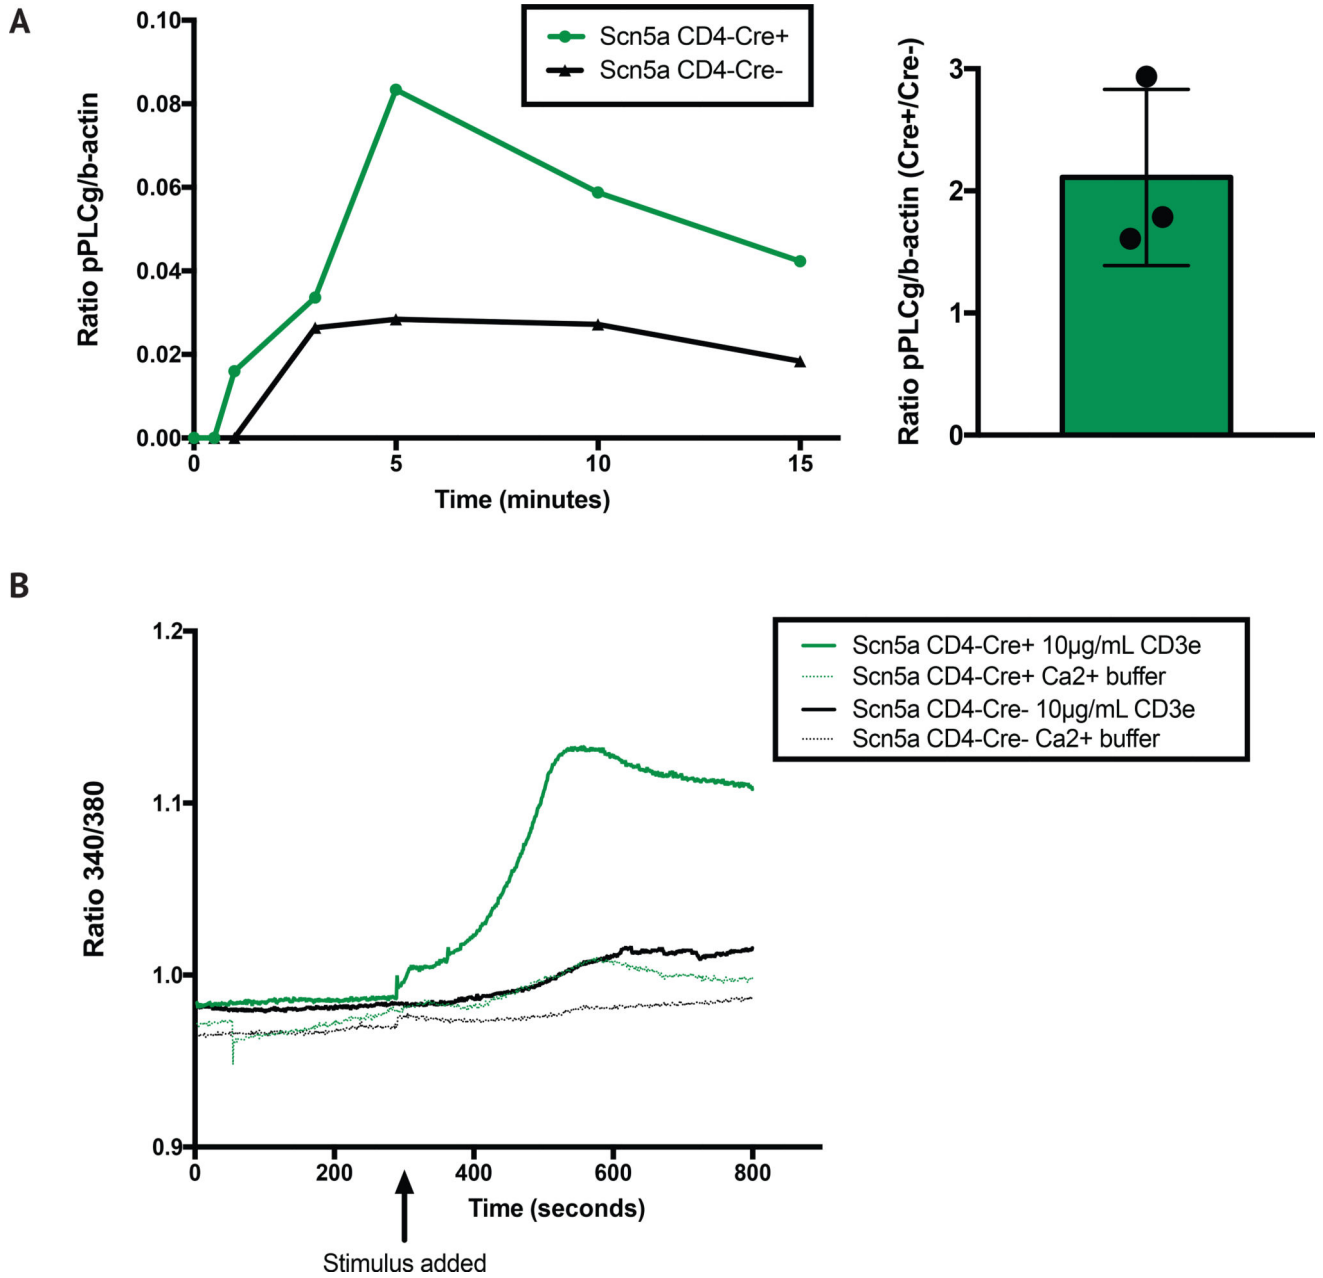 A
Ratio pPLCg/b-actin
0.10
0.08
0.06
0.04
0.02
0.00
0
5
10
15
Time (minutes)
Scn5a CD4-Cre+
Scn5a CD4-Cre-
Ratio pPLCg/b-actin (Cre+/Cre-)
3
2
1
0
B
Ratio 340/380
1.2
1.1
1.0
0.9
0
200
400
600
800
Time (seconds)
Stimulus added
Scn5a CD4-Cre+ 10µg/mL CD3e
Scn5a CD4-Cre+ Ca2+ buffer
Scn5a CD4-Cre- 10µg/mL CD3e
Scn5a CD4-Cre- Ca2+ buffer